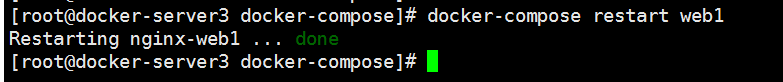 [root@docker-server3 docker-compose]# docker-compose restart web1
Restarting nginx-web1 ... done
[root@docker-server3 docker-compose]#